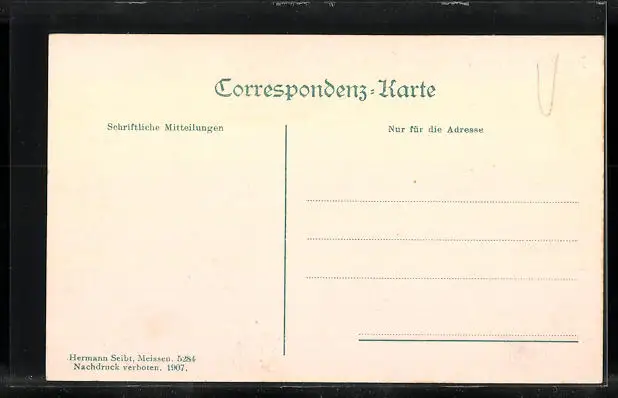 Correspondenz-Karte
Schriftliche Mitteilungen
Nur für die Adresse
Hermann Seibt, Meissen. 5284
Nachdruck verboten. 1907.